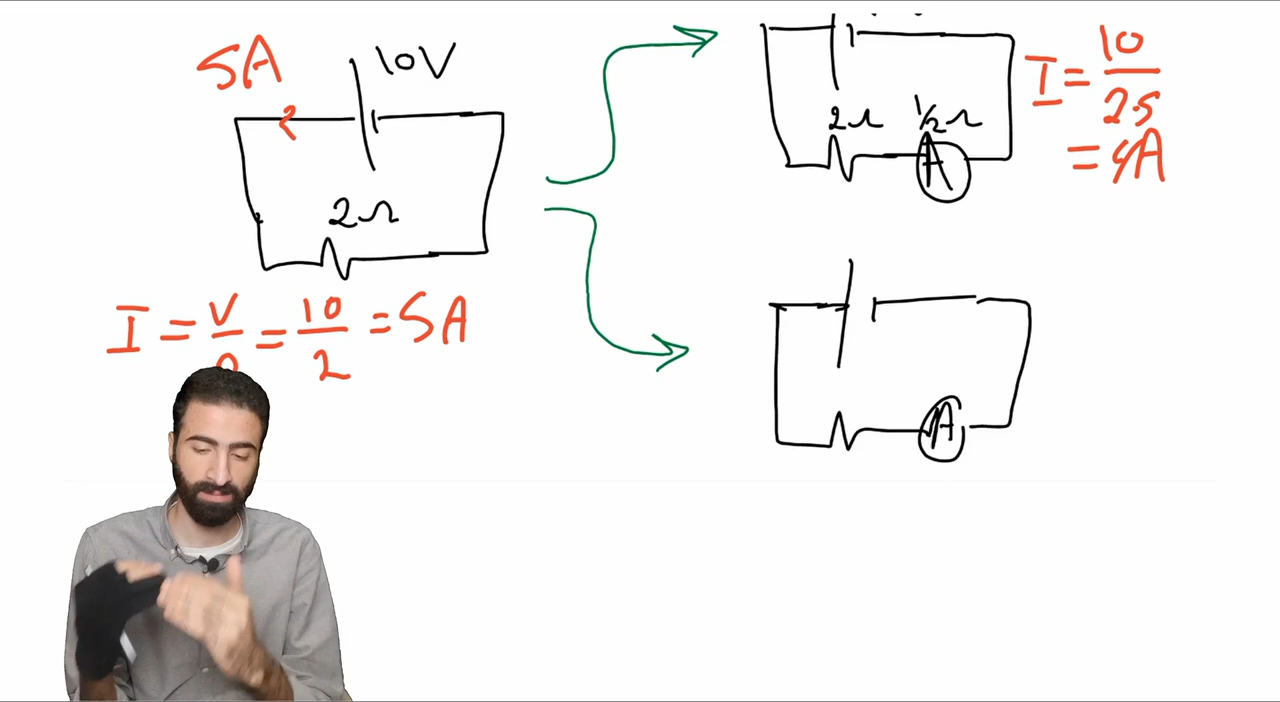 5A
10V
2Ω
I = V/R = 10/2 = 5A
2Ω
½Ω
A
I = 10/2.5
= 4A
A